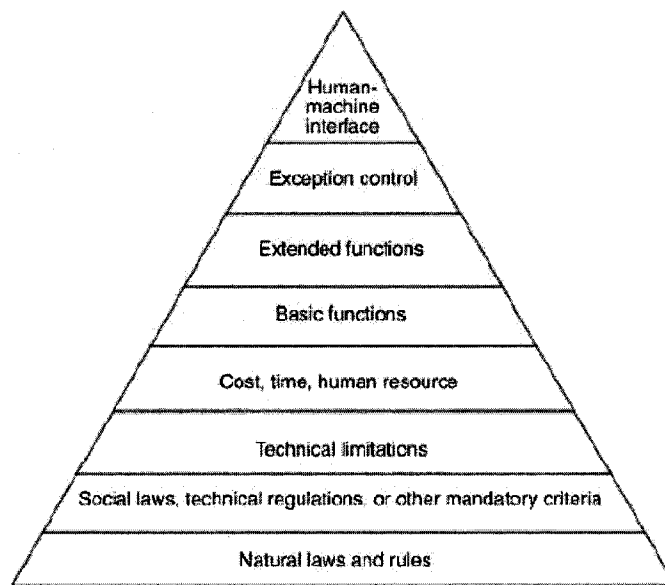 Human-
machine
interface
Exception control
Extended functions
Basic functions
Cost, time, human resource
Technical limitations
Social laws, technical regulations, or other mandatory criteria
Natural laws and rules